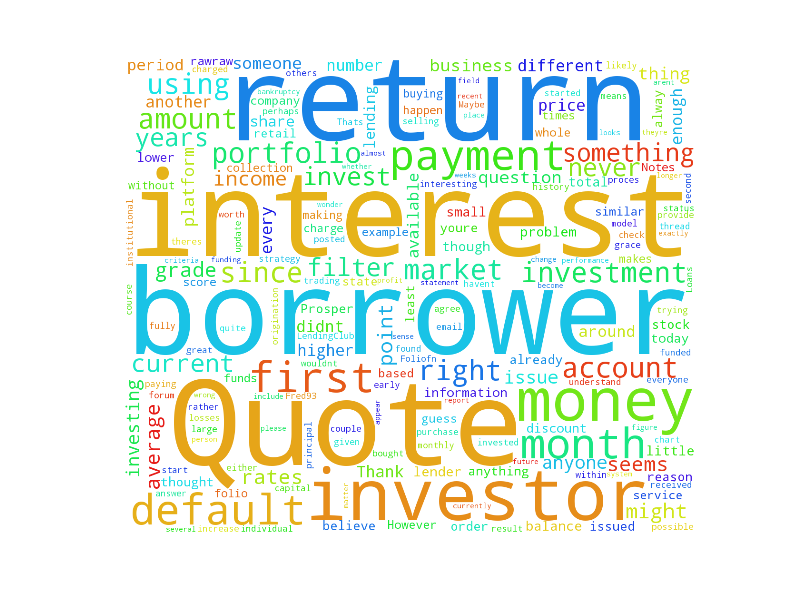 period rawraw someone number business different likely thing
charged others return field aren't
using another company perhaps buying recent started means
bankruptcy Maybe price alway enough
amount share Thats lending happen place times
years retail selling looks theyre
lower portfolio almost payment whole something
collection whether never Notes
without income invest weeks interesting question history total proces second
platform interest
institutional worth wonder available youre small similar status
theres every update making example problem model provide
charge posted though check grace thread exactly
criteria funding strategy trading profit state least makes
grade since filter market change performance investment Loans
course score statement havent become trying
origination Prosper point agree around stock
borrower
fully quite didnt LendingClub sense email today
great higher Foliofn found already funded
current wouldnt right issue understand everyone
paying funds first based early information account
investing forum wrong rather include Fred93 appear guess purchase discount figure chart little
average losses large person please couple given principal bought monthly invested money
Quote month
start either rates Thank lender anything anyone seems
thought folio report future within received reason
answer capital investor currently system service
default matter might
several increase individual believe However order result balance issued possible